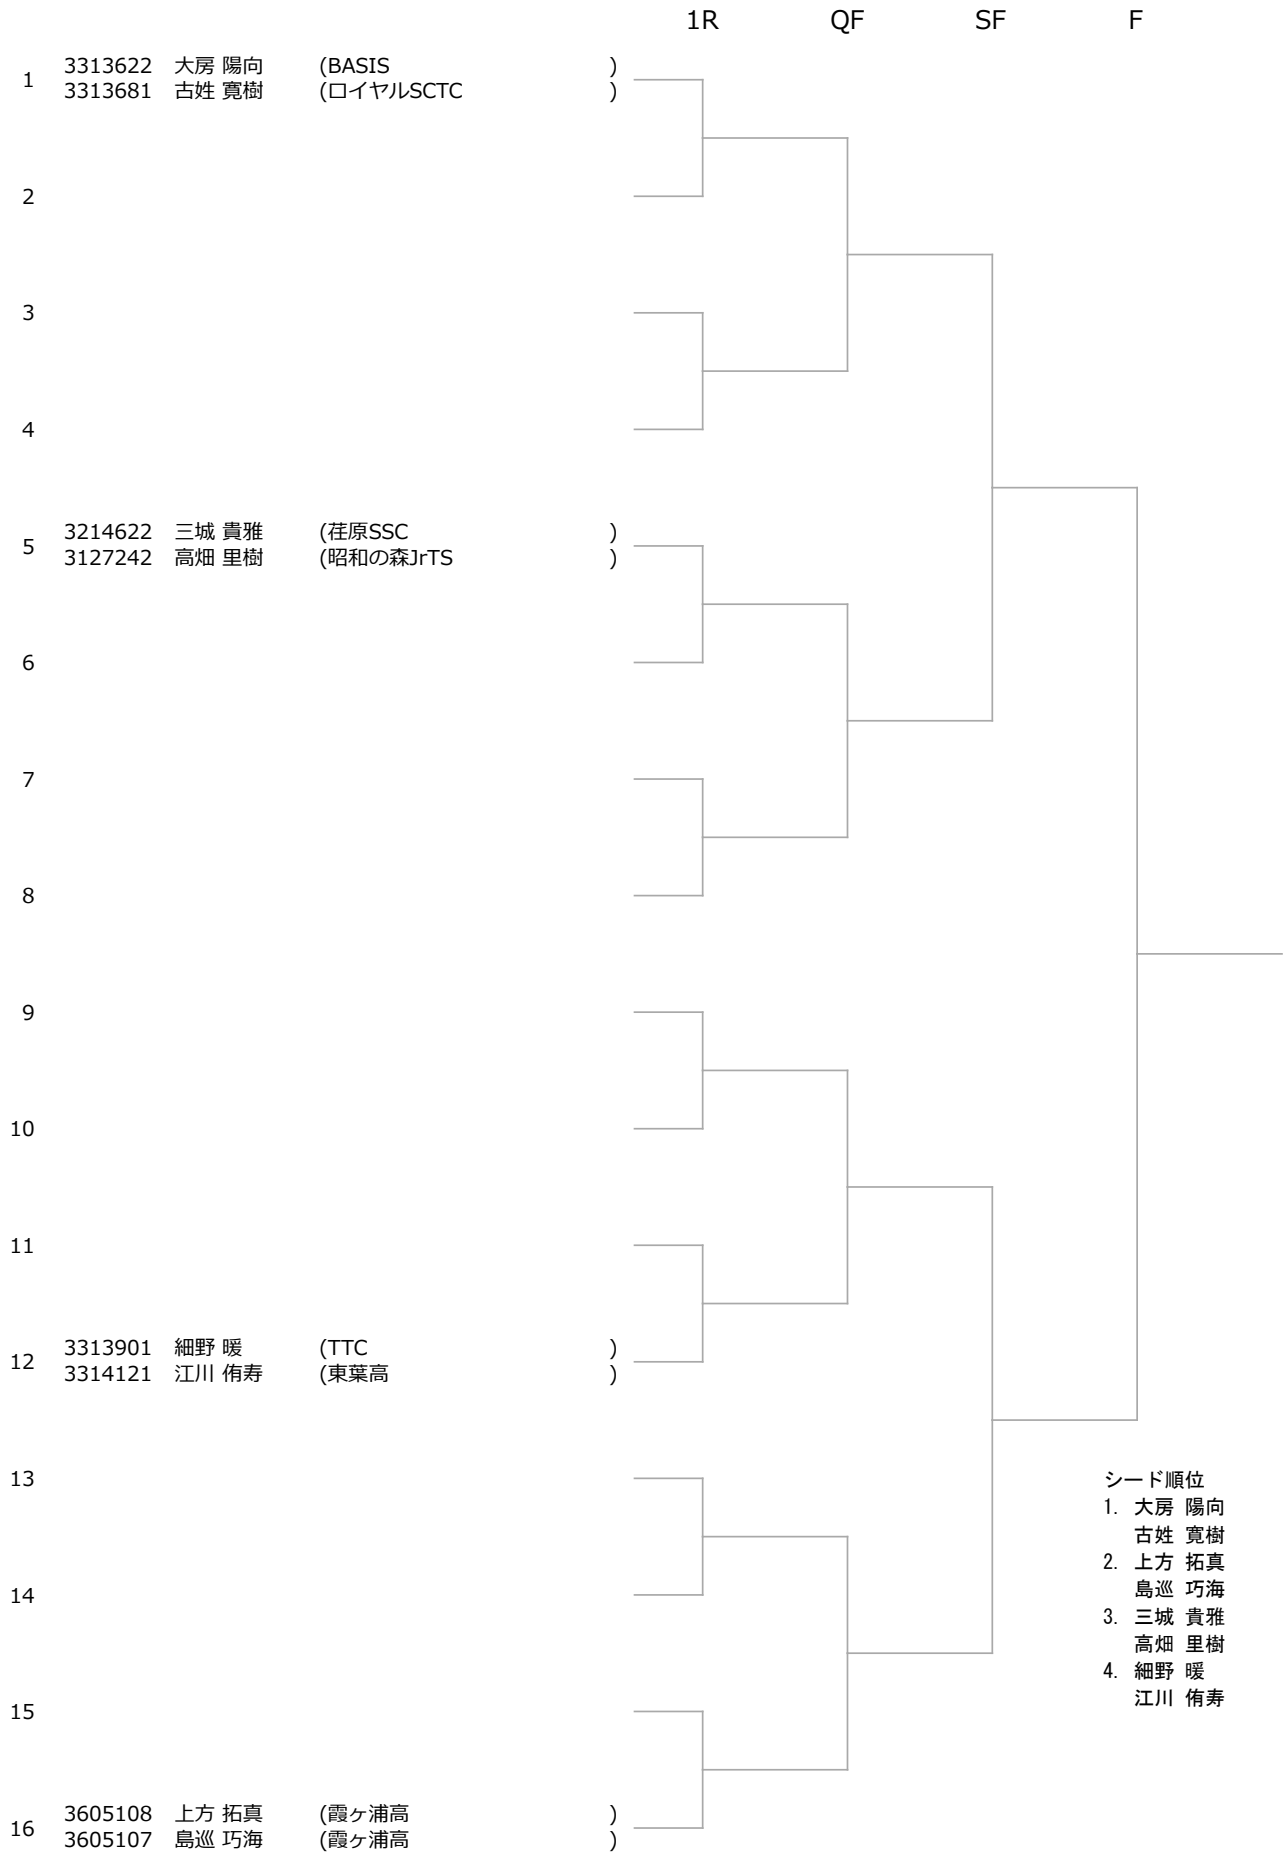 1R QF SF F
3313622 大房 陽向 (BASIS )
1
3313681 古姓 寛樹 (ロイヤルSCTC )
2
3
4
3214622 三城 貴雅 (荏原SSC )
5
3127242 高畑 里樹 (昭和の森JrTS )
6
7
8
9
10
11
3313901 細野 暖 (TTC )
12
3314121 江川 侑寿 (東葉高 )
13
14
15
3605108 上方 拓真 (霞ヶ浦高 )
16
3605107 島巡 巧海 (霞ヶ浦高 )
シード順位
1. 大房 陽向
古姓 寛樹
2. 上方 拓真
島巡 巧海
3. 三城 貴雅
高畑 里樹
4. 細野 暖
江川 侑寿